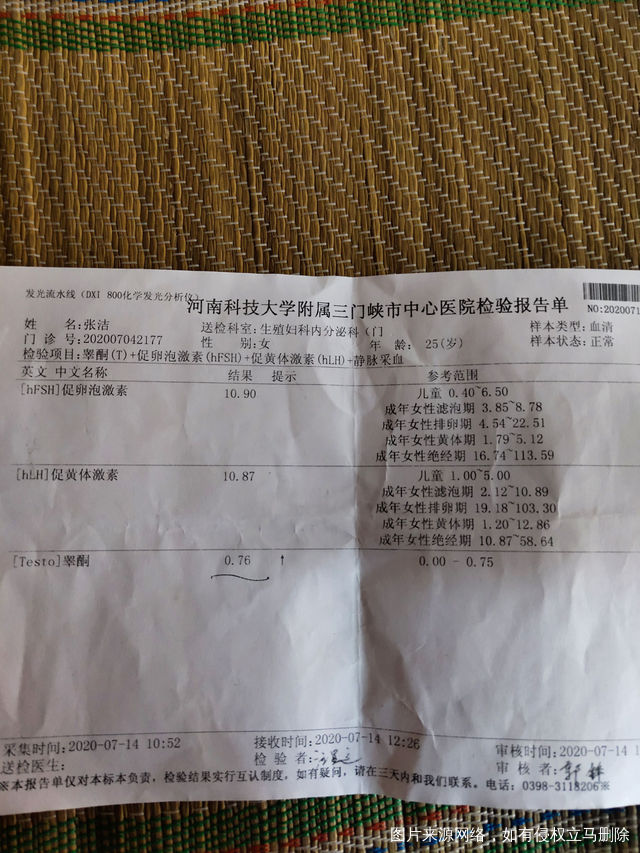 发光流水线（DXI 800化学发光分析仪）
河南科技大学附属三门峡市中心医院检验报告单
NO:2020071
姓 名:张洁 送检科室:生殖妇科内分泌科（门 样本类型:血清
门 诊 号:202007042177 性 别:女 年 龄: 25(岁) 样本状态:正常
检验项目:睾酮(T)+促卵泡激素(hFSH)+促黄体激素(hLH)+静脉采血
英文 中文名称 结果 提示 参考范围
[hFSH]促卵泡激素 10.90 儿童 0.40~6.50
成年女性滤泡期 3.85~8.78
成年女性排卵期 4.54~22.51
成年女性黄体期 1.79~5.12
成年女性绝经期 16.74~113.59
[hLH]促黄体激素 10.87 儿童 1.00~5.00
成年女性滤泡期 2.12~10.89
成年女性排卵期 19.18~103.30
成年女性黄体期 1.20~12.86
成年女性绝经期 10.87~58.64
[Testo]睾酮 0.76 ↑ 0.00 - 0.75
采集时间:2020-07-14 10:52 接收时间:2020-07-14 12:26 审核时间:2020-07-14 1
送检医生: 检 验 者: 审 核 者:
※本报告单仅对本标本负责，检验结果实行互认制度，如有疑问，请在三天内和我们联系。电话: 0398-3118206※
图片来源网络，如有侵权立马删除